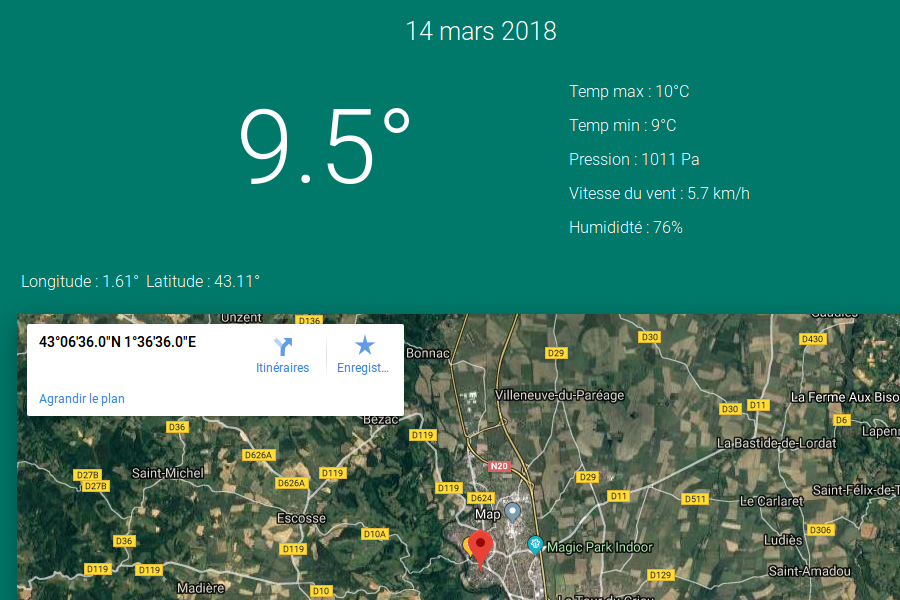 14 mars 2018
9.5°
Temp max : 10°C
Temp min : 9°C
Pression : 1011 Pa
Vitesse du vent : 5.7 km/h
Humididté : 76%
Longitude : 1.61° Latitude : 43.11°
43°06'36.0"N 1°36'36.0"E
Itinéraires
Enregist...
Agrandir le plan
Unzent
D136
D30
D430
Bonnac
D29
Villeneuve-du-Paréage
La Ferme Aux Biso
D30
D11
Bezac
D36
D119
D6
Lapenn
La Bastide-de-Lordat
D626A
N20
Saint-Michel
D119
D27B
D27B
D626A
D29
D119
D624
D11
D511
Le Carlaret
Saint-Félix-de-T
Map
Escosse
D10A
D306
D36
D119
Magic Park Indoor
Ludiès
D119
D119
D129
Saint-Amadou
Madière
D10